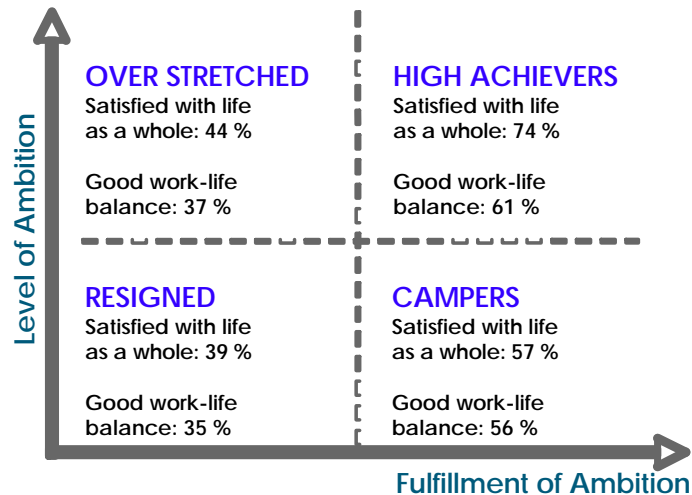 Level of Ambition
OVER STRETCHED
Satisfied with life
as a whole: 44 %
Good work-life
balance: 37 %
HIGH ACHIEVERS
Satisfied with life
as a whole: 74 %
Good work-life
balance: 61 %
RESIGNED
Satisfied with life
as a whole: 39 %
Good work-life
balance: 35 %
CAMPERS
Satisfied with life
as a whole: 57 %
Good work-life
balance: 56 %
Fulfillment of Ambition